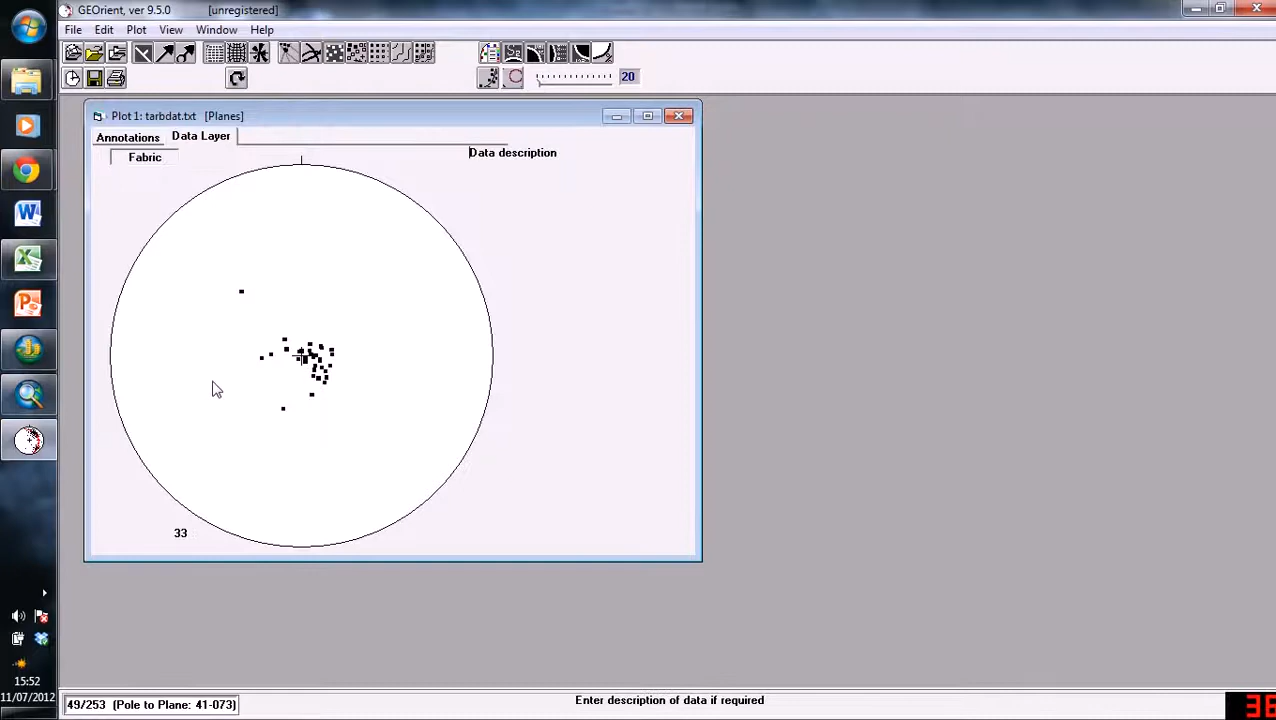 GEOrient, ver 9.5.0 [unregistered]
File Edit Plot View Window Help
20
Plot 1: tarbdat.txt [Planes]
Annotations Data Layer
Fabric Data description
33
15:52
11/07/2012
49/253 (Pole to Plane: 41-073)
Enter description of data if required